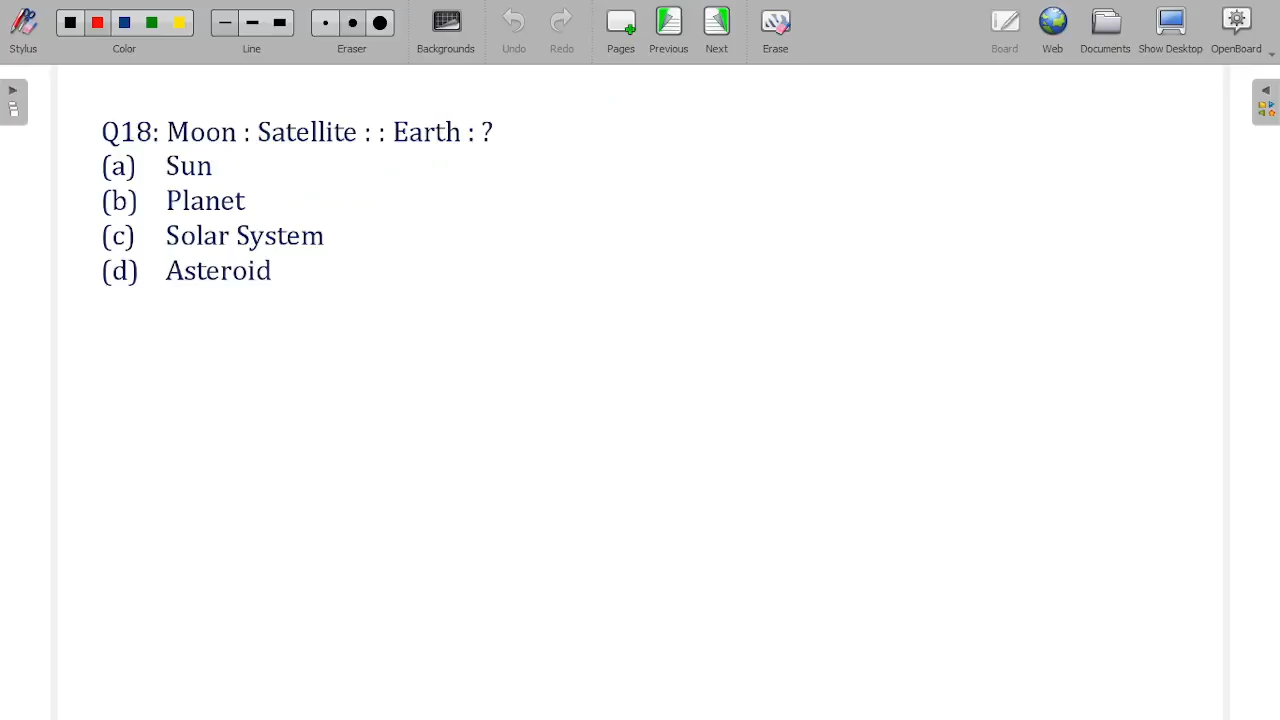 Stylus Color Line Eraser Backgrounds Undo Redo Pages Previous Next Erase Board Web Documents Show Desktop OpenBoard
Q18: Moon : Satellite : : Earth : ?
(a) Sun
(b) Planet
(c) Solar System
(d) Asteroid